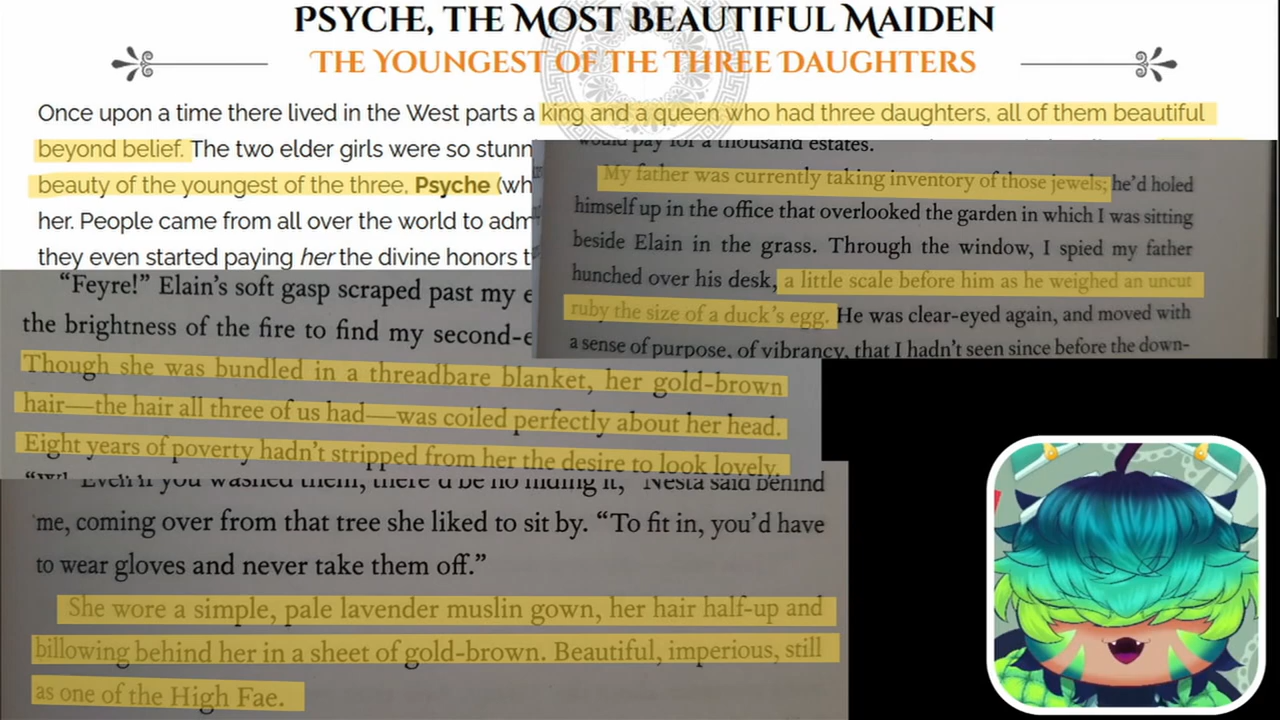 PSYCHE, THE MOST BEAUTIFUL MAIDEN
THE YOUNGEST OF THE THREE DAUGHTERS
Once upon a time there lived in the West parts a king and a queen who had three daughters, all of them beautiful
beyond belief. The two elder girls were so stunn
beauty of the youngest of the three, Psyche (wh
her. People came from all over the world to adm
they even started paying her the divine honors t
would pay for a thousand estates.
My father was currently taking inventory of those jewels; he'd holed
himself up in the office that overlooked the garden in which I was sitting
beside Elain in the grass. Through the window, I spied my father
hunched over his desk, a little scale before him as he weighed an uncut
ruby the size of a duck's egg. He was clear-eyed again, and moved with
a sense of purpose, of vibrancy, that I hadn't seen since before the down-
“Feyre!” Elain's soft gasp scraped past my e
the brightness of the fire to find my second-e
Though she was bundled in a threadbare blanket, her gold-brown
hair—the hair all three of us had—was coiled perfectly about her head.
Eight years of poverty hadn't stripped from her the desire to look lovely.
Even if you washed them, there'd be no hiding it,” Nesta said behind
me, coming over from that tree she liked to sit by. “To fit in, you'd have
to wear gloves and never take them off.”
She wore a simple, pale lavender muslin gown, her hair half-up and
billowing behind her in a sheet of gold-brown. Beautiful, imperious, still
as one of the High Fae.